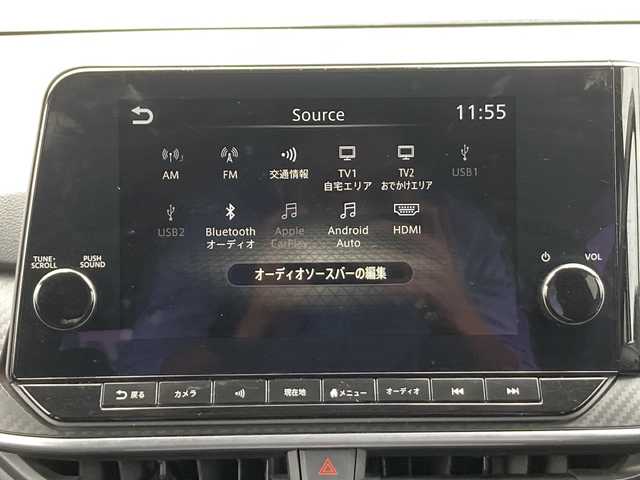 Source
11:55
AM
FM
交通情報
TV1
自宅エリア
TV2
おでかけエリア
USB1
USB2
Bluetooth
オーディオ
Apple
CarPlay
Android
Auto
HDMI
オーディオソースバーの編集
TUNE・
SCROLL
PUSH
SOUND
VOL
戻る
カメラ
現在地
メニュー
オーディオ